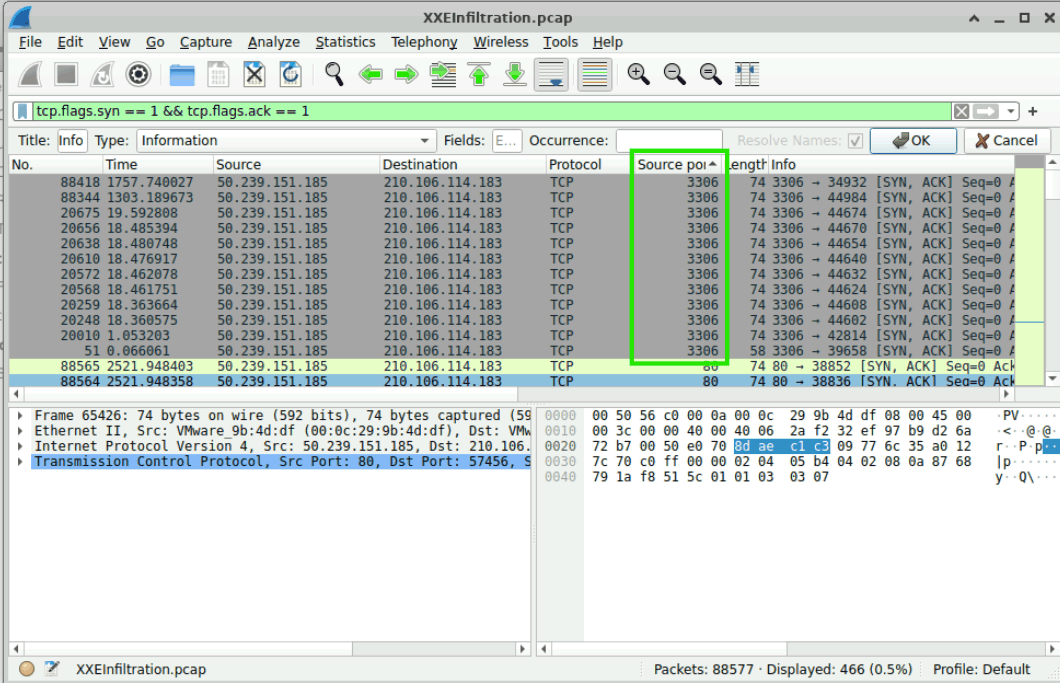 XXEInfiltration.pcap
File Edit View Go Capture Analyze Statistics Telephony Wireless Tools Help
tcp.flags.syn == 1 && tcp.flags.ack == 1
Title: Info Type: Information Fields: E... Occurrence: Resolve Names: OK Cancel
No. Time Source Destination Protocol Source por Length Info
88418 1757.740027 50.239.151.185 210.106.114.183 TCP 3306 74 3306 → 34932 [SYN, ACK] Seq=0 A
88344 1303.189673 50.239.151.185 210.106.114.183 TCP 3306 74 3306 → 44984 [SYN, ACK] Seq=0 A
20675 19.592808 50.239.151.185 210.106.114.183 TCP 3306 74 3306 → 44674 [SYN, ACK] Seq=0 A
20656 18.485394 50.239.151.185 210.106.114.183 TCP 3306 74 3306 → 44670 [SYN, ACK] Seq=0 A
20638 18.480748 50.239.151.185 210.106.114.183 TCP 3306 74 3306 → 44654 [SYN, ACK] Seq=0 A
20610 18.476917 50.239.151.185 210.106.114.183 TCP 3306 74 3306 → 44640 [SYN, ACK] Seq=0 A
20572 18.462078 50.239.151.185 210.106.114.183 TCP 3306 74 3306 → 44632 [SYN, ACK] Seq=0 A
20568 18.461751 50.239.151.185 210.106.114.183 TCP 3306 74 3306 → 44624 [SYN, ACK] Seq=0 A
20259 18.363664 50.239.151.185 210.106.114.183 TCP 3306 74 3306 → 44608 [SYN, ACK] Seq=0 A
20248 18.360575 50.239.151.185 210.106.114.183 TCP 3306 74 3306 → 44602 [SYN, ACK] Seq=0 A
20010 1.053203 50.239.151.185 210.106.114.183 TCP 3306 74 3306 → 42814 [SYN, ACK] Seq=0 A
51 0.066061 50.239.151.185 210.106.114.183 TCP 3306 58 3306 → 39658 [SYN, ACK] Seq=0 A
88565 2521.948403 50.239.151.185 210.106.114.183 TCP 80 74 80 → 38852 [SYN, ACK] Seq=0 Ack
88564 2521.948358 50.239.151.185 210.106.114.183 TCP 80 74 80 → 38836 [SYN, ACK] Seq=0 Ack
Frame 65426: 74 bytes on wire (592 bits), 74 bytes captured (59
Ethernet II, Src: VMware_9b:4d:df (00:0c:29:9b:4d:df), Dst: VMw
Internet Protocol Version 4, Src: 50.239.151.185, Dst: 210.106.
Transmission Control Protocol, Src Port: 80, Dst Port: 57456, S
0000 00 50 56 c0 00 0a 00 0c 29 9b 4d df 08 00 45 00 ·PV·····
0010 00 3c 00 00 40 00 40 06 2a f2 32 ef 97 b9 d2 6a ·<··@·@·
0020 72 b7 00 50 e0 70 8d ae c1 c3 09 77 6c 35 a0 12 r··P·p··
0030 7c 70 c0 ff 00 00 02 04 05 b4 04 02 08 0a 87 68 |p······
0040 79 1a f8 51 5c 01 01 03 03 07 y··Q\···
XXEInfiltration.pcap Packets: 88577 · Displayed: 466 (0.5%) Profile: Default